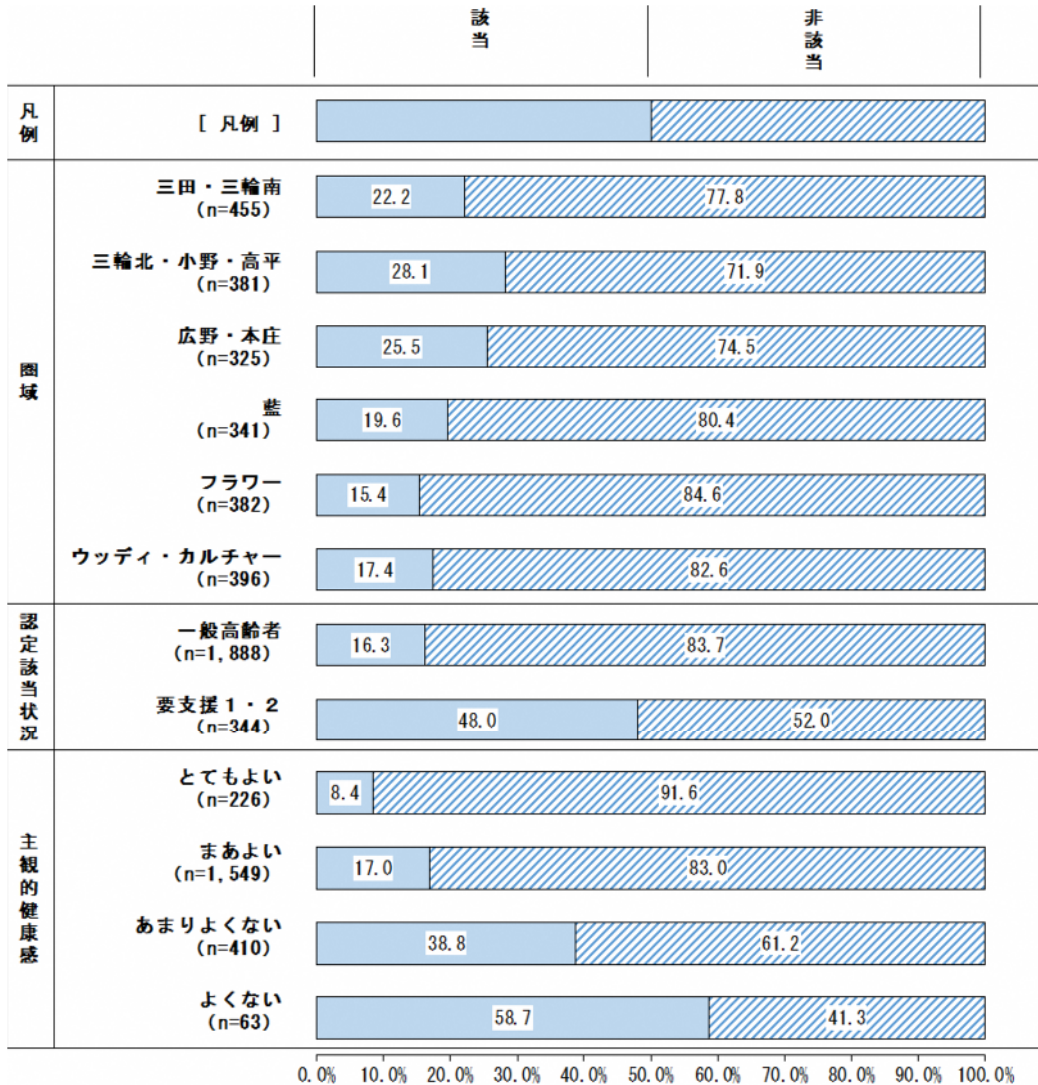 該当
非該当
凡例
[ 凡例 ]
圏域
三田・三輪南
(n=455)
22.2
77.8
三輪北・小野・高平
(n=381)
28.1
71.9
広野・本庄
(n=325)
25.5
74.5
藍
(n=341)
19.6
80.4
フラワー
(n=382)
15.4
84.6
ウッディ・カルチャー
(n=396)
17.4
82.6
認定該当状況
一般高齢者
(n=1,888)
16.3
83.7
要支援1・2
(n=344)
48.0
52.0
主観的健康感
とてもよい
(n=226)
8.4
91.6
まあよい
(n=1,549)
17.0
83.0
あまりよくない
(n=410)
38.8
61.2
よくない
(n=63)
58.7
41.3
0.0% 10.0% 20.0% 30.0% 40.0% 50.0% 60.0% 70.0% 80.0% 90.0% 100.0%